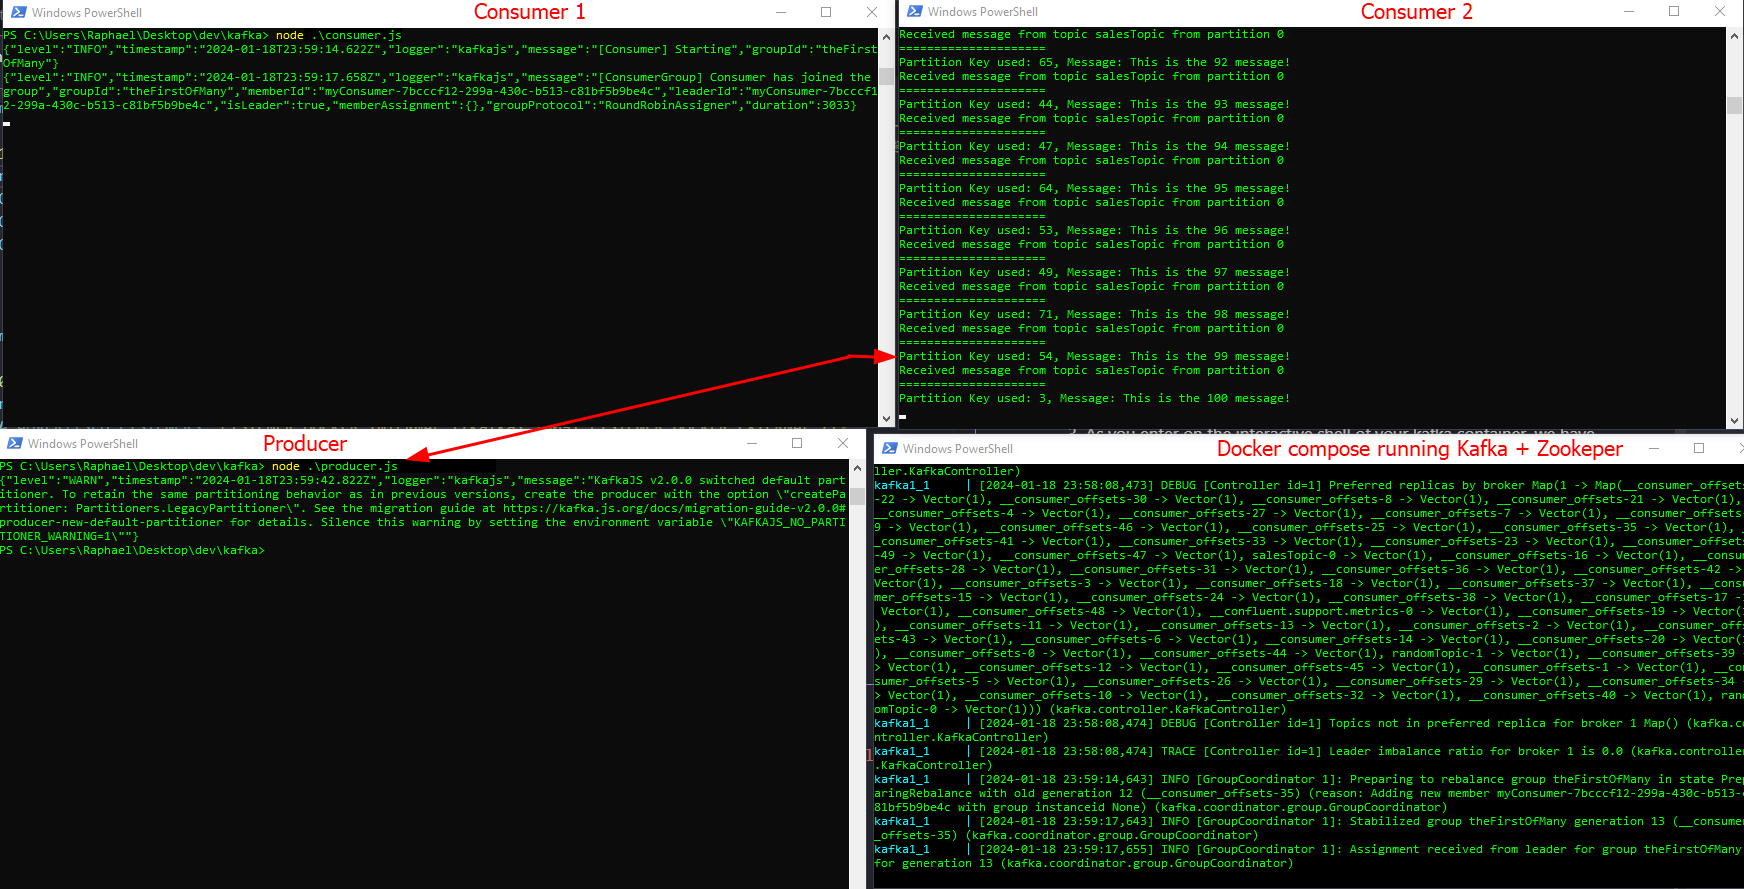 Windows PowerShell
Consumer 1
PS C:\Users\Raphael\Desktop\dev\kafka> node .\consumer.js
{"level":"INFO","timestamp":"2024-01-18T23:59:14.622Z","logger":"kafkajs","message":"[Consumer] Starting","groupId":"theFirst
OfMany"}
{"level":"INFO","timestamp":"2024-01-18T23:59:17.658Z","logger":"kafkajs","message":"[ConsumerGroup] Consumer has joined the
group","groupId":"theFirstOfMany","memberId":"myConsumer-7bcccf12-299a-430c-b513-c81bf5b9be4c","leaderId":"myConsumer-7bcccf1
2-299a-430c-b513-c81bf5b9be4c","isLeader":true,"memberAssignment":{},"groupProtocol":"RoundRobinAssigner","duration":3033}
Windows PowerShell
Consumer 2
Received message from topic salesTopic from partition 0
=====================
Partition Key used: 65, Message: This is the 92 message!
Received message from topic salesTopic from partition 0
=====================
Partition Key used: 44, Message: This is the 93 message!
Received message from topic salesTopic from partition 0
=====================
Partition Key used: 47, Message: This is the 94 message!
Received message from topic salesTopic from partition 0
=====================
Partition Key used: 64, Message: This is the 95 message!
Received message from topic salesTopic from partition 0
=====================
Partition Key used: 53, Message: This is the 96 message!
Received message from topic salesTopic from partition 0
=====================
Partition Key used: 49, Message: This is the 97 message!
Received message from topic salesTopic from partition 0
=====================
Partition Key used: 71, Message: This is the 98 message!
Received message from topic salesTopic from partition 0
=====================
Partition Key used: 54, Message: This is the 99 message!
Received message from topic salesTopic from partition 0
=====================
Partition Key used: 3, Message: This is the 100 message!
Windows PowerShell
Producer
PS C:\Users\Raphael\Desktop\dev\kafka> node .\producer.js
{"level":"WARN","timestamp":"2024-01-18T23:59:42.822Z","logger":"kafkajs","message":"KafkaJS v2.0.0 switched default part
itioner. To retain the same partitioning behavior as in previous versions, create the producer with the option \"createPa
rtitioner: Partitioners.LegacyPartitioner\". See the migration guide at https://kafka.js.org/docs/migration-guide-v2.0.0#
producer-new-default-partitioner for details. Silence this warning by setting the environment variable \"KAFKAJS_NO_PARTI
TIONER_WARNING=1\""}
PS C:\Users\Raphael\Desktop\dev\kafka>
Windows PowerShell
Docker compose running Kafka + Zookeper
ller.KafkaController)
kafka1_1 | [2024-01-18 23:58:08,473] DEBUG [Controller id=1] Preferred replicas by broker Map(1 -> Map(__consumer_offsets
-22 -> Vector(1), __consumer_offsets-30 -> Vector(1), __consumer_offsets-8 -> Vector(1), __consumer_offsets-21 -> Vector(1),
_consumer_offsets-4 -> Vector(1), __consumer_offsets-27 -> Vector(1), __consumer_offsets-7 -> Vector(1), __consumer_offsets-
9 -> Vector(1), __consumer_offsets-46 -> Vector(1), __consumer_offsets-25 -> Vector(1), __consumer_offsets-35 -> Vector(1),
_consumer_offsets-41 -> Vector(1), __consumer_offsets-33 -> Vector(1), __consumer_offsets-23 -> Vector(1), __consumer_offset
-49 -> Vector(1), __consumer_offsets-47 -> Vector(1), salesTopic-0 -> Vector(1), __consumer_offsets-16 -> Vector(1), __consu
er_offsets-28 -> Vector(1), __consumer_offsets-31 -> Vector(1), __consumer_offsets-36 -> Vector(1), __consumer_offsets-42 ->
Vector(1), __consumer_offsets-3 -> Vector(1), __consumer_offsets-18 -> Vector(1), __consumer_offsets-37 -> Vector(1), __cons
mer_offsets-15 -> Vector(1), __consumer_offsets-24 -> Vector(1), __consumer_offsets-38 -> Vector(1), __consumer_offsets-17 -
Vector(1), __consumer_offsets-48 -> Vector(1), __confluent.support.metrics-0 -> Vector(1), __consumer_offsets-19 -> Vector(1
), __consumer_offsets-11 -> Vector(1), __consumer_offsets-13 -> Vector(1), __consumer_offsets-2 -> Vector(1), __consumer_off
ets-43 -> Vector(1), __consumer_offsets-6 -> Vector(1), __consumer_offsets-14 -> Vector(1), __consumer_offsets-20 -> Vector(1
), __consumer_offsets-0 -> Vector(1), __consumer_offsets-44 -> Vector(1), randomTopic-1 -> Vector(1), __consumer_offsets-39 -
> Vector(1), __consumer_offsets-12 -> Vector(1), __consumer_offsets-45 -> Vector(1), __consumer_offsets-1 -> Vector(1), __co
sumer_offsets-5 -> Vector(1), __consumer_offsets-26 -> Vector(1), __consumer_offsets-29 -> Vector(1), __consumer_offsets-34 -
> Vector(1), __consumer_offsets-10 -> Vector(1), __consumer_offsets-32 -> Vector(1), __consumer_offsets-40 -> Vector(1), ran
omTopic-0 -> Vector(1))) (kafka.controller.KafkaController)
kafka1_1 | [2024-01-18 23:58:08,474] DEBUG [Controller id=1] Topics not in preferred replica for broker 1 Map() (kafka.c
ntroller.KafkaController)
kafka1_1 | [2024-01-18 23:58:08,474] TRACE [Controller id=1] Leader imbalance ratio for broker 1 is 0.0 (kafka.controller
.KafkaController)
kafka1_1 | [2024-01-18 23:59:14,643] INFO [GroupCoordinator 1]: Preparing to rebalance group theFirstOfMany in state Prep
aringRebalance with old generation 12 (__consumer_offsets-35) (reason: Adding new member myConsumer-7bcccf12-299a-430c-b513-
81bf5b9be4c with group instanceid None) (kafka.coordinator.group.GroupCoordinator)
kafka1_1 | [2024-01-18 23:59:17,643] INFO [GroupCoordinator 1]: Stabilized group theFirstOfMany generation 13 (__consumer
_offsets-35) (kafka.coordinator.group.GroupCoordinator)
kafka1_1 | [2024-01-18 23:59:17,655] INFO [GroupCoordinator 1]: Assignment received from leader for group theFirstOfMany
for generation 13 (kafka.coordinator.group.GroupCoordinator)